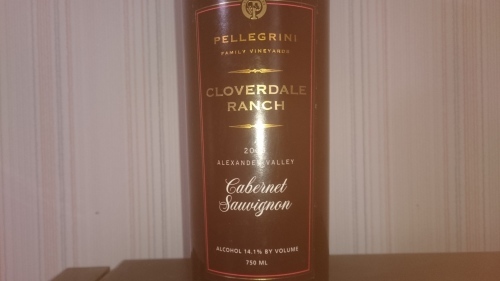 PELLEGRINI
FAMILY VINEYARDS
CLOVERDALE
RANCH
ALEXANDER VALLEY
Cabernet
Sauvignon
ALCOHOL 14.1% BY VOLUME
750 ML